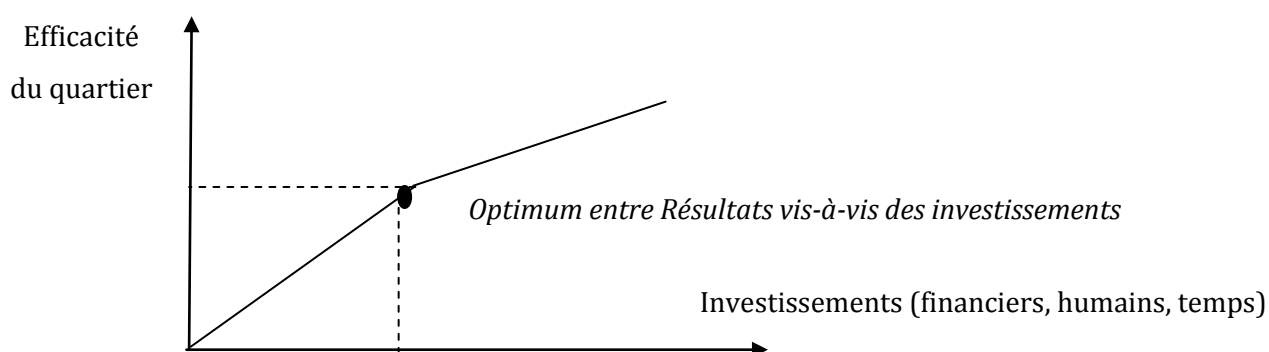 Efficacité
du quartier
Optimum entre Résultats vis-à-vis des investissements
Investissements (financiers, humains, temps)